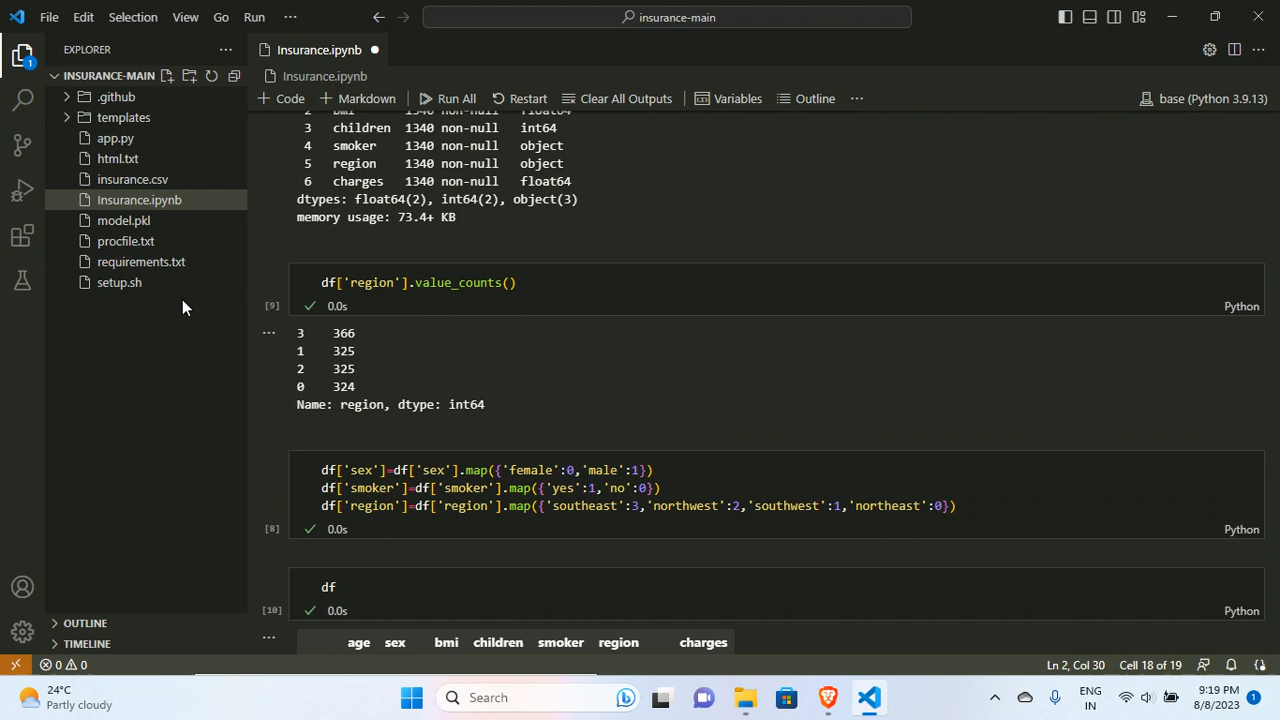 File Edit Selection View Go Run ··· insurance-main
EXPLORER ···
Insurance.ipynb
INSURANCE-MAIN
Insurance.ipynb
.github
templates
app.py
html.txt
insurance.csv
Insurance.ipynb
model.pkl
procfile.txt
requirements.txt
setup.sh
OUTLINE
TIMELINE
+ Code + Markdown Run All Restart Clear All Outputs Variables Outline ··· base (Python 3.9.13)
2 bmi 1340 non-null float64
3 children 1340 non-null int64
4 smoker 1340 non-null object
5 region 1340 non-null object
6 charges 1340 non-null float64
dtypes: float64(2), int64(2), object(3)
memory usage: 73.4+ KB
df['region'].value_counts()
[9] 0.0s Python
3 366
1 325
2 325
0 324
Name: region, dtype: int64
df['sex']=df['sex'].map({'female':0,'male':1})
df['smoker']=df['smoker'].map({'yes':1,'no':0})
df['region']=df['region'].map({'southeast':3,'northwest':2,'southwest':1,'northeast':0})
[8] 0.0s Python
df
[10] 0.0s Python
age sex bmi children smoker region charges
0 0 Ln 2, Col 30 Cell 18 of 19
24°C
Partly cloudy
Search
ENG
IN
9:19 PM
8/8/2023
1
1